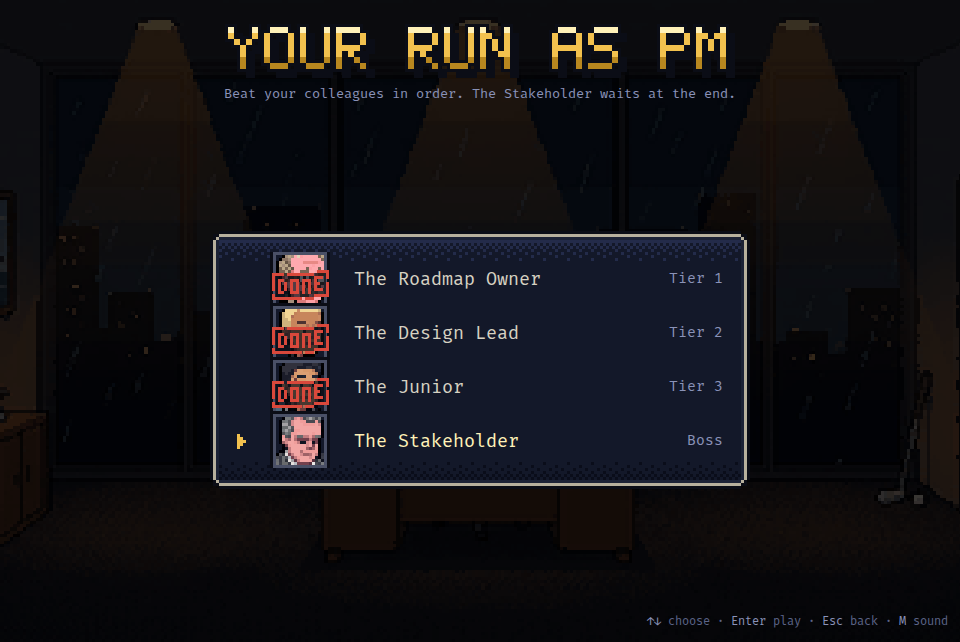 YOUR RUN AS PM
Beat your colleagues in order. The Stakeholder waits at the end.
DONE The Roadmap Owner Tier 1
DONE The Design Lead Tier 2
DONE The Junior Tier 3
The Stakeholder Boss
↑↓ choose · Enter play · Esc back · M sound